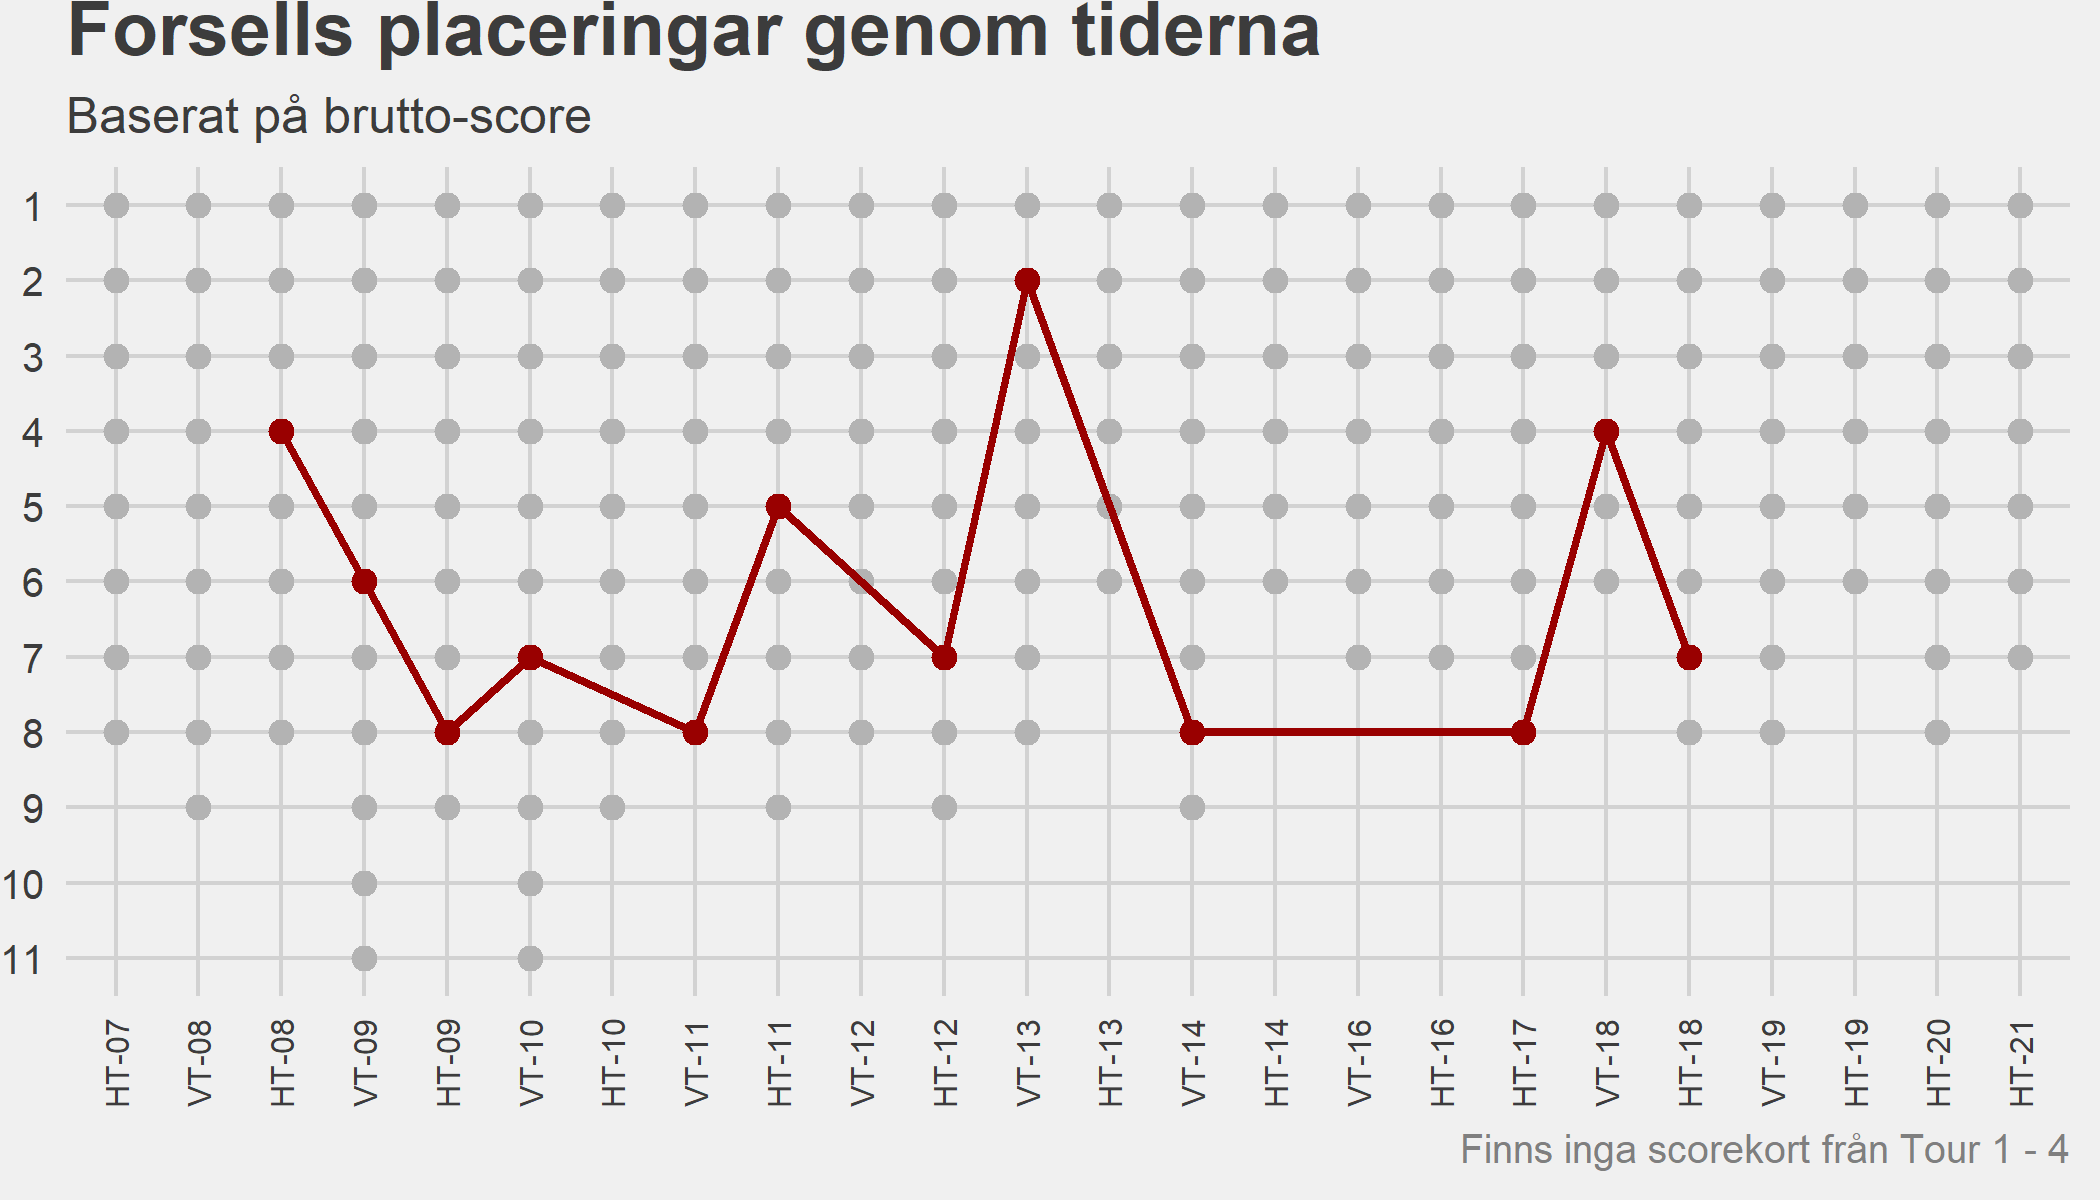 Forsells placeringar genom tiderna
Baserat på brutto-score
1
2
3
4
5
6
7
8
9
10
11
HT-07
VT-08
HT-08
VT-09
HT-09
VT-10
HT-10
VT-11
HT-11
VT-12
HT-12
VT-13
HT-13
VT-14
HT-14
VT-16
HT-16
HT-17
VT-18
HT-18
VT-19
HT-19
HT-20
HT-21
Finns inga scorekort från Tour 1 - 4